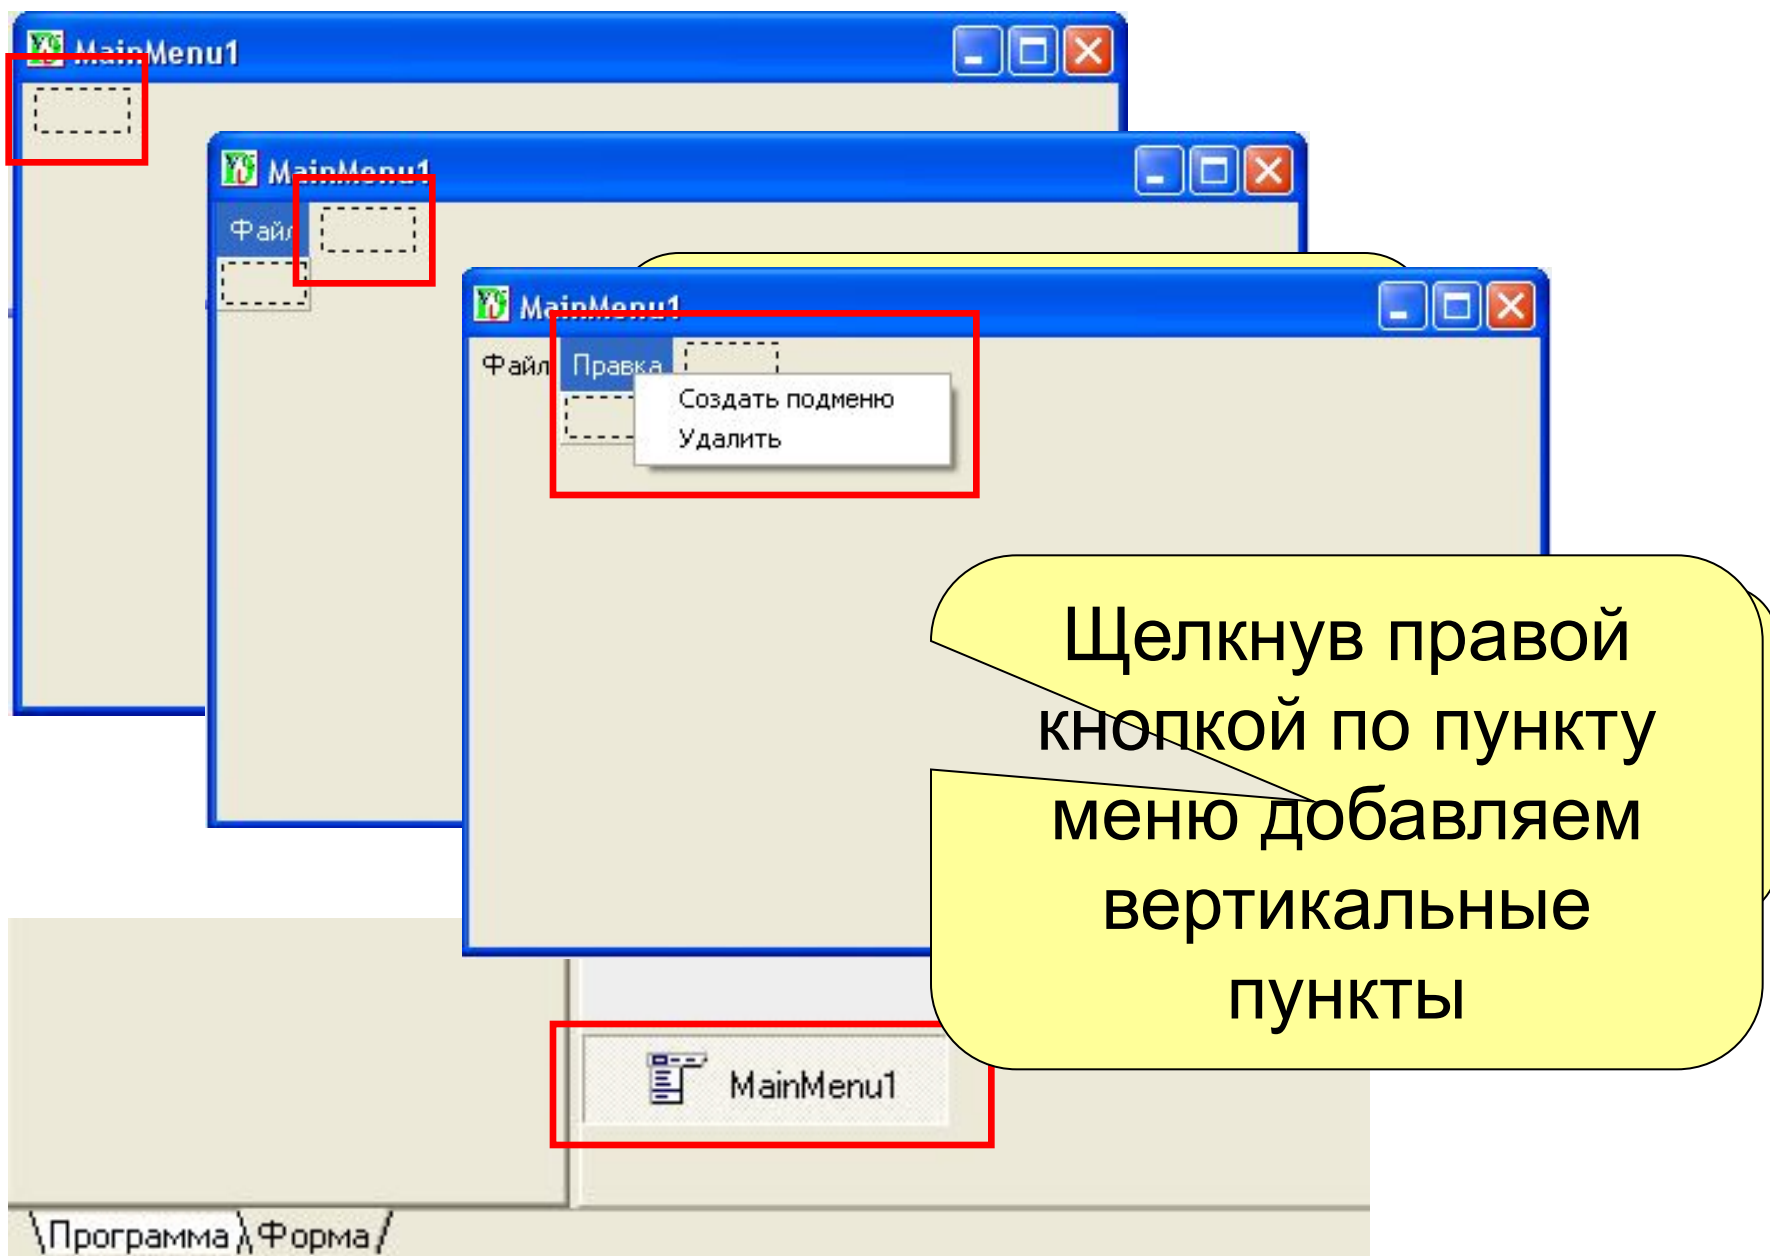 MainMenu1
MainMenu1
Файл
MainMenu1
Файл Правка
Создать подменю
Удалить
Щелкнув правой
кнопкой по пункту
меню добавляем
вертикальные
пункты
MainMenu1
Программа Форма